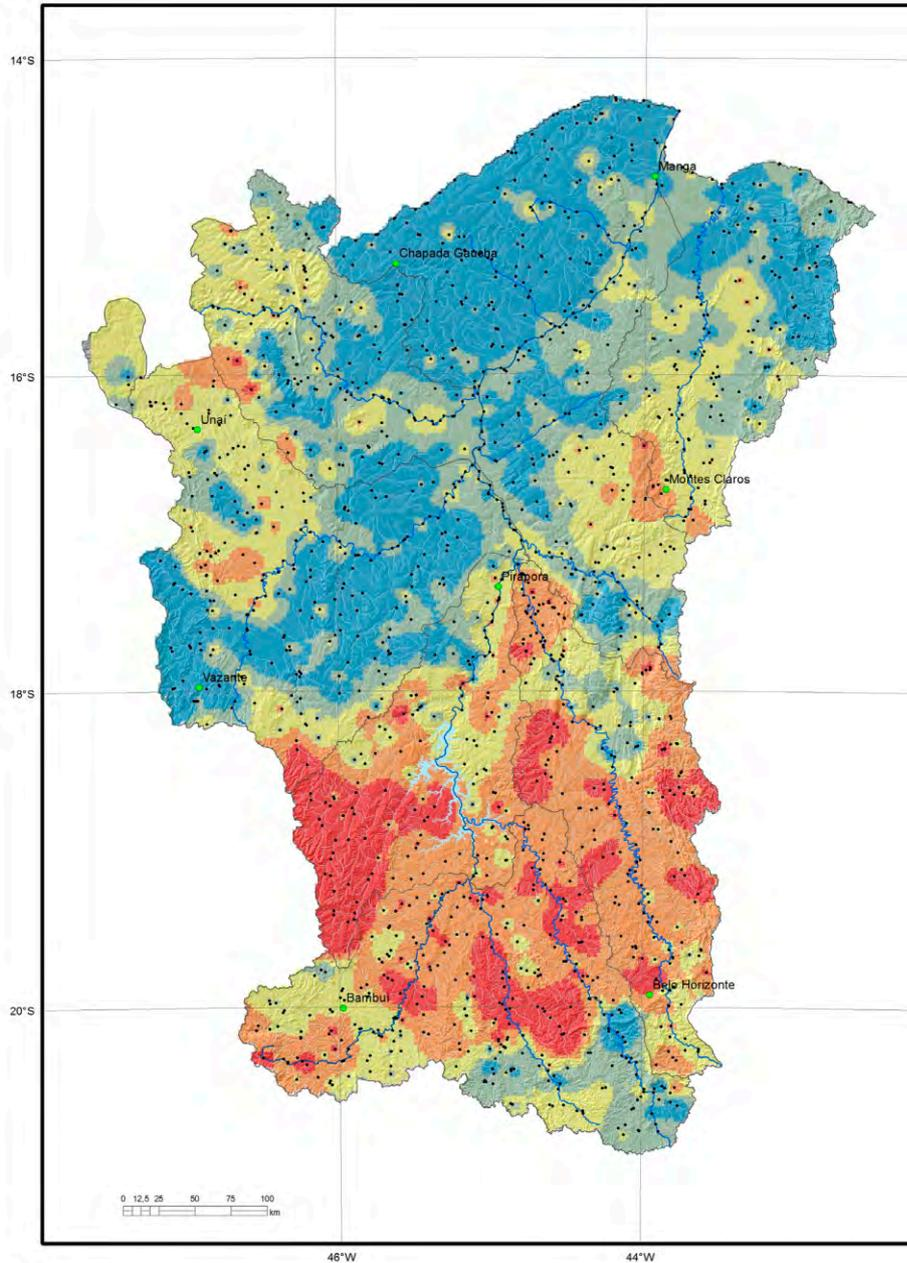 14°S
Manga
Chapada Gaúcha
16°S
Unaí
Montes Claros
Pirapora
Vazante
18°S
Belo Horizonte
Bambuí
20°S
0 12,5 25 50 75 100
km
46°W 44°W